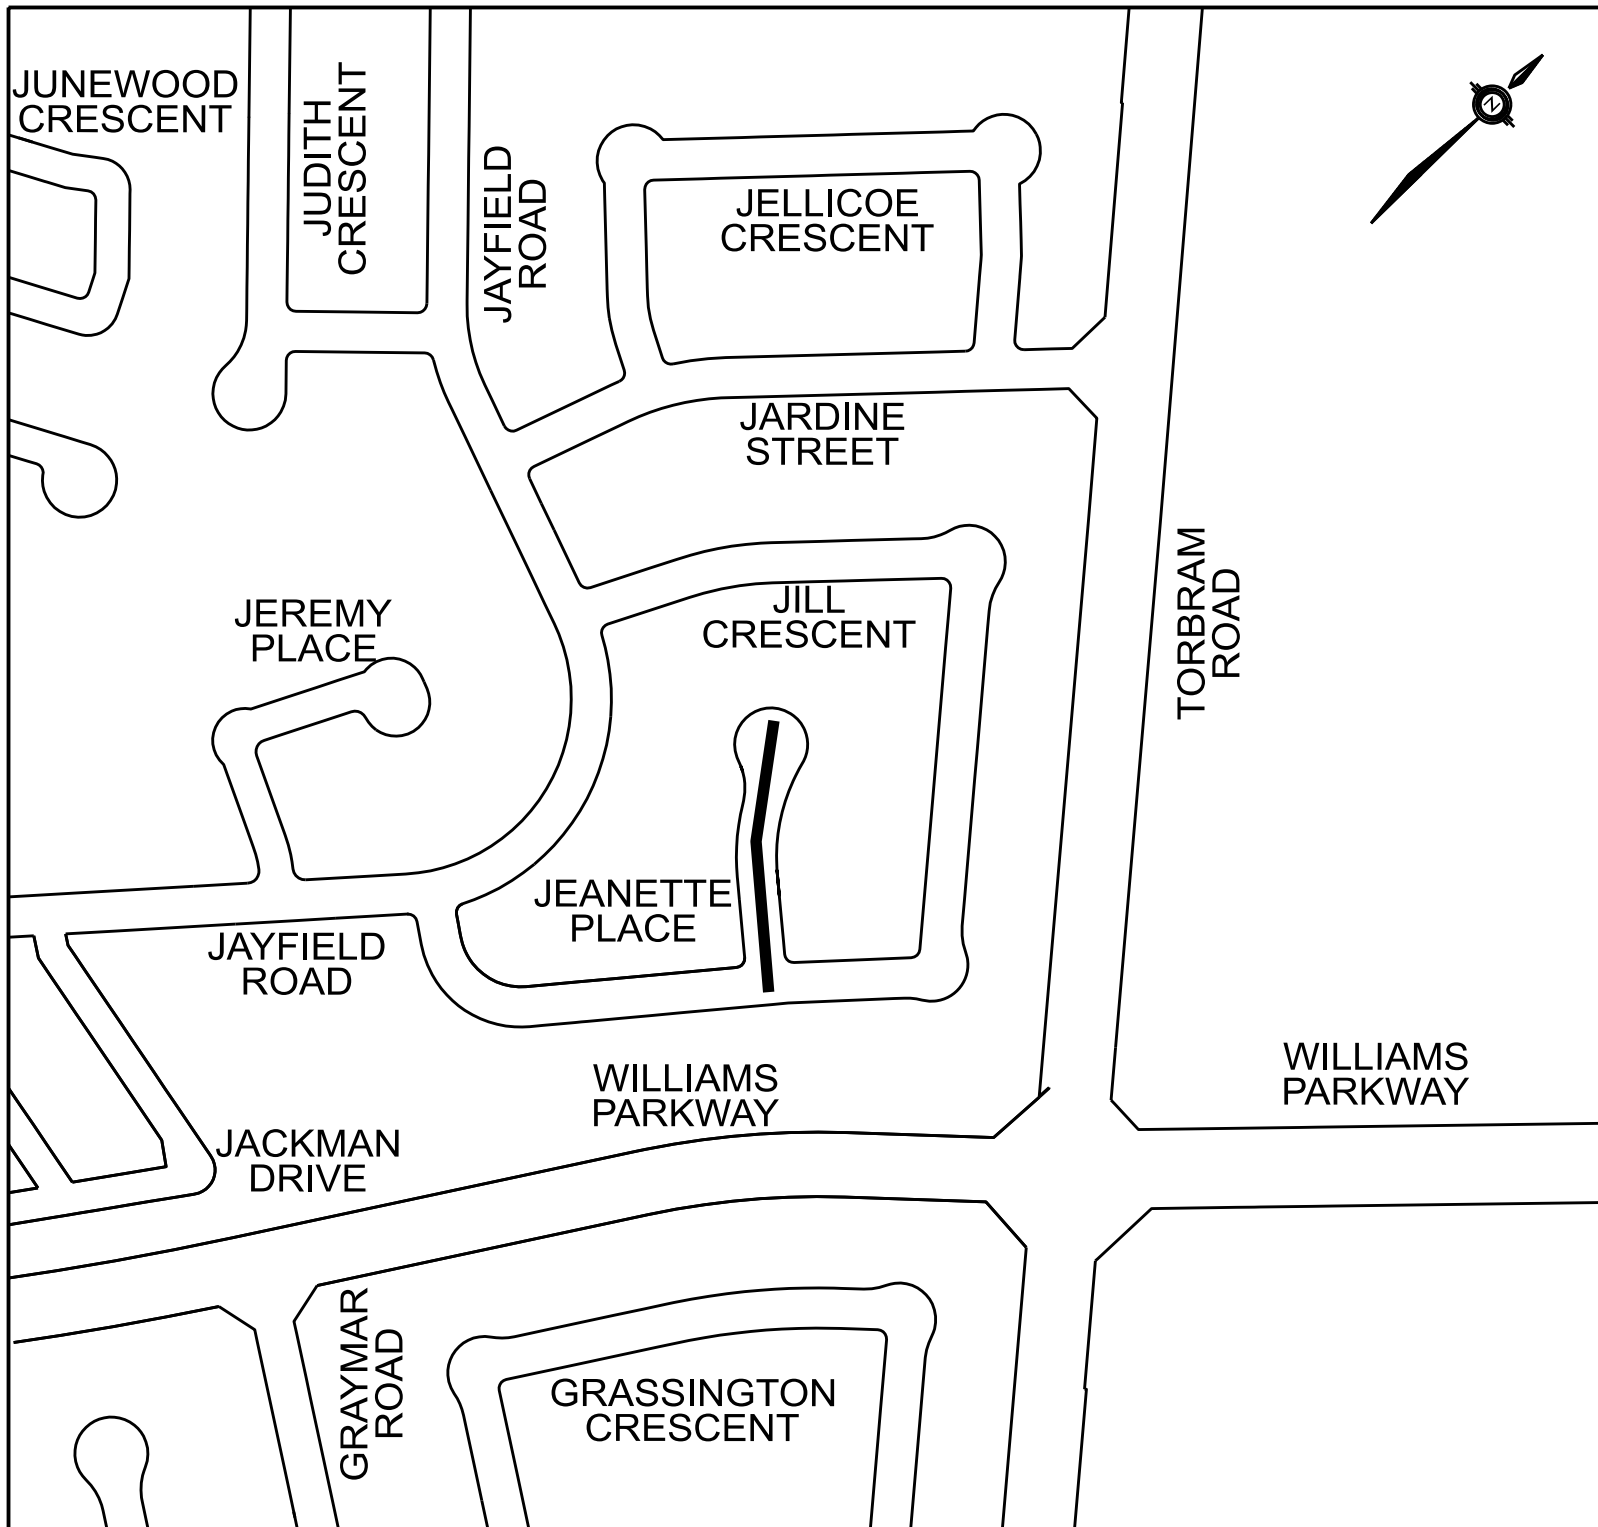 JUNEWOOD
CRESCENT
JUDITH
CRESCENT
JAYFIELD
ROAD
JELLICOE
CRESCENT
N
JARDINE
STREET
JEREMY
PLACE
JILL
CRESCENT
TORBRAM
ROAD
JEANETTE
PLACE
JAYFIELD
ROAD
WILLIAMS
PARKWAY
WILLIAMS
PARKWAY
JACKMAN
DRIVE
GRAYMAR
ROAD
GRASSINGTON
CRESCENT